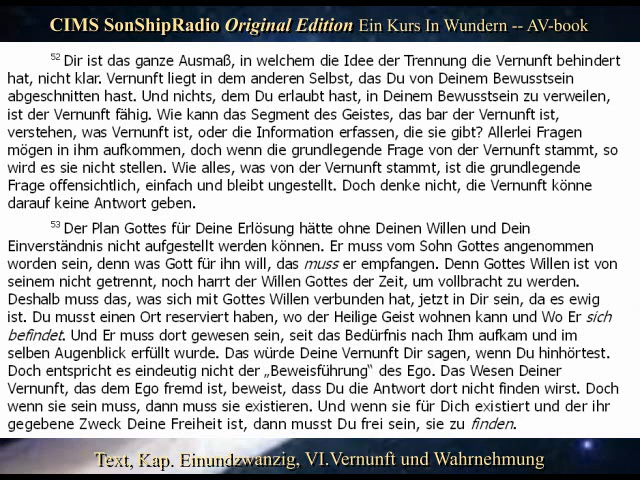 CIMS SonShipRadio Original Edition Ein Kurs In Wundern -- AV-book
52 Dir ist das ganze Ausmaß, in welchem die Idee der Trennung die Vernunft behindert
hat, nicht klar. Vernunft liegt in dem anderen Selbst, das Du von Deinem Bewusstsein
abgeschnitten hast. Und nichts, dem Du erlaubt hast, in Deinem Bewusstsein zu verweilen,
ist der Vernunft fähig. Wie kann das Segment des Geistes, das bar der Vernunft ist,
verstehen, was Vernunft ist, oder die Information erfassen, die sie gibt? Allerlei Fragen
mögen in ihm aufkommen, doch wenn die grundlegende Frage von der Vernunft stammt, so
wird es sie nicht stellen. Wie alles, was von der Vernunft stammt, ist die grundlegende
Frage offensichtlich, einfach und bleibt ungestellt. Doch denke nicht, die Vernunft könne
darauf keine Antwort geben.
53 Der Plan Gottes für Deine Erlösung hätte ohne Deinen Willen und Dein
Einverständnis nicht aufgestellt werden können. Er muss vom Sohn Gottes angenommen
worden sein, denn was Gott für ihn will, das muss er empfangen. Denn Gottes Willen ist von
seinem nicht getrennt, noch harrt der Willen Gottes der Zeit, um vollbracht zu werden.
Deshalb muss das, was sich mit Gottes Willen verbunden hat, jetzt in Dir sein, da es ewig
ist. Du musst einen Ort reserviert haben, wo der Heilige Geist wohnen kann und Wo Er sich
befindet. Und Er muss dort gewesen sein, seit das Bedürfnis nach Ihm aufkam und im
selben Augenblick erfüllt wurde. Das würde Deine Vernunft Dir sagen, wenn Du hinhörtest.
Doch entspricht es eindeutig nicht der „Beweisführung“ des Ego. Das Wesen Deiner
Vernunft, das dem Ego fremd ist, beweist, dass Du die Antwort dort nicht finden wirst. Doch
wenn sie sein muss, dann muss sie existieren. Und wenn sie für Dich existiert und der ihr
gegebene Zweck Deine Freiheit ist, dann musst Du frei sein, sie zu finden.
Text, Kap. Einundzwanzig, VI.Vernunft und Wahrnehmung